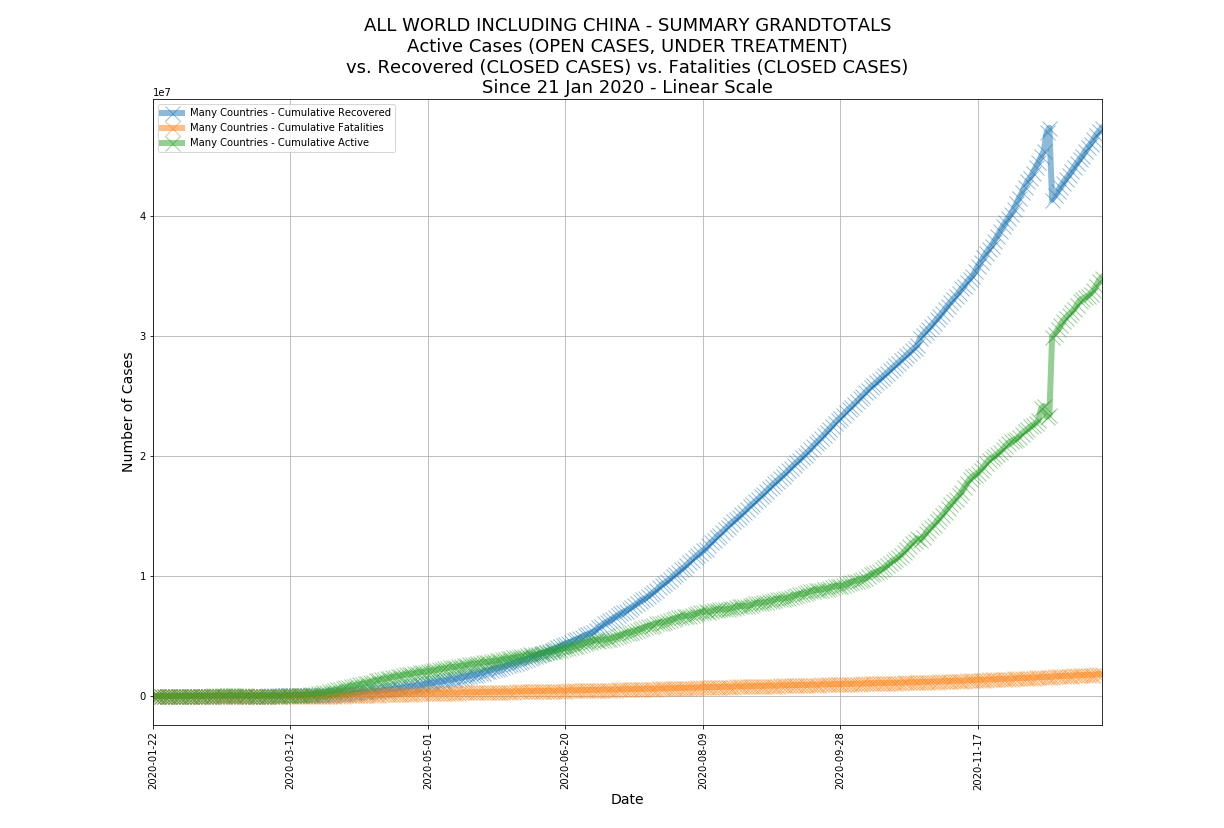 ALL WORLD INCLUDING CHINA - SUMMARY GRANDTOTALS
Active Cases (OPEN CASES, UNDER TREATMENT)
vs. Recovered (CLOSED CASES) vs. Fatalities (CLOSED CASES)
Since 21 Jan 2020 - Linear Scale
1e7
Many Countries - Cumulative Recovered
Many Countries - Cumulative Fatalities
Many Countries - Cumulative Active
4
3
2
1
0
Number of Cases
2020-01-22
2020-03-12
2020-05-01
2020-06-20
2020-08-09
2020-09-28
2020-11-17
Date